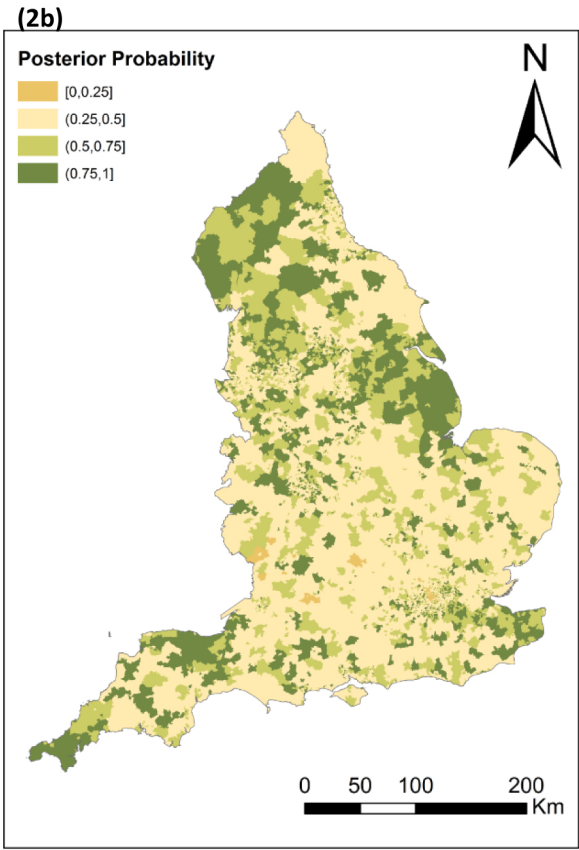 (2b)
Posterior Probability
N
[0,0.25]
(0.25,0.5]
(0.5,0.75]
(0.75,1]
0 50 100 200
Km